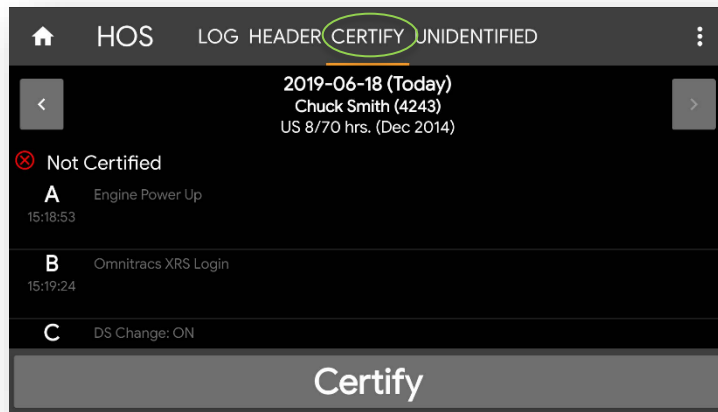 HOS LOG HEADER CERTIFY UNIDENTIFIED
2019-06-18 (Today)
Chuck Smith (4243)
US 8/70 hrs. (Dec 2014)
Not Certified
A Engine Power Up
15:18:53
B Omnitracs XRS Login
15:19:24
C DS Change: ON
Certify